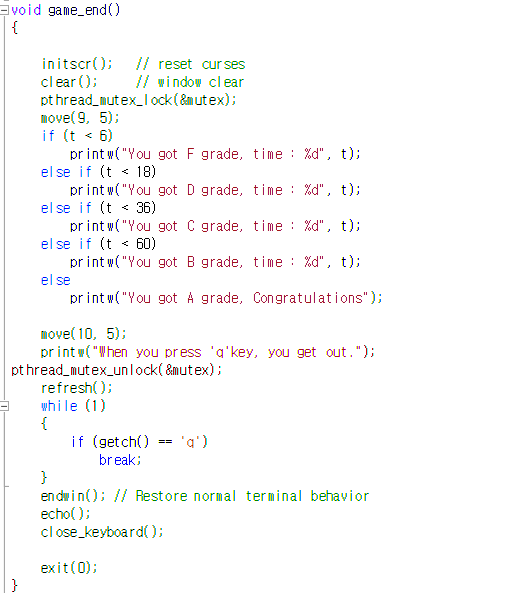 void game_end()
{
initscr(); // reset curses
clear(); // window clear
pthread_mutex_lock(&mutex);
move(9, 5);
if (t < 6)
printw("You got F grade, time : %d", t);
else if (t < 18)
printw("You got D grade, time : %d", t);
else if (t < 36)
printw("You got C grade, time : %d", t);
else if (t < 60)
printw("You got B grade, time : %d", t);
else
printw("You got A grade, Congratulations");
move(10, 5);
printw("When you press 'q'key, you get out.");
pthread_mutex_unlock(&mutex);
refresh();
while (1)
{
if (getch() == 'q')
break;
}
endwin(); // Restore normal terminal behavior
echo();
close_keyboard();
exit(0);
}